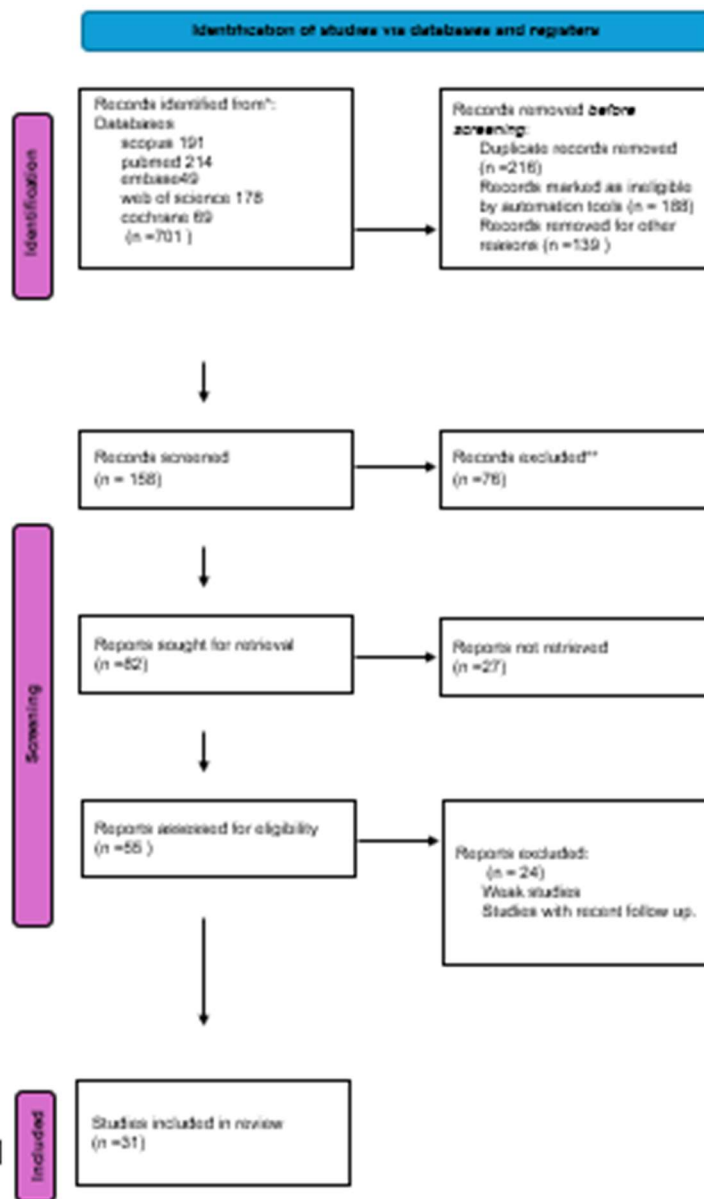 Identification of studies via databases and registers
Identification
Records identified from*:
Databases
scopus 191
pubmed 214
embase49
web of science 178
cochrane 69
(n =701 )
Records removed before
screening:
Duplicate records removed
(n =216)
Records marked as ineligible
by automation tools (n = 188)
Records removed for other
reasons (n =139 )
Records screened
(n = 158)
Records excluded**
(n =76)
Screening
Reports sought for retrieval
(n =82)
Reports not retrieved
(n =27)
Reports assessed for eligibility
(n =55 )
Reports excluded:
(n = 24)
Weak studies
Studies with recent follow up.
Included
Studies included in review
(n =31)